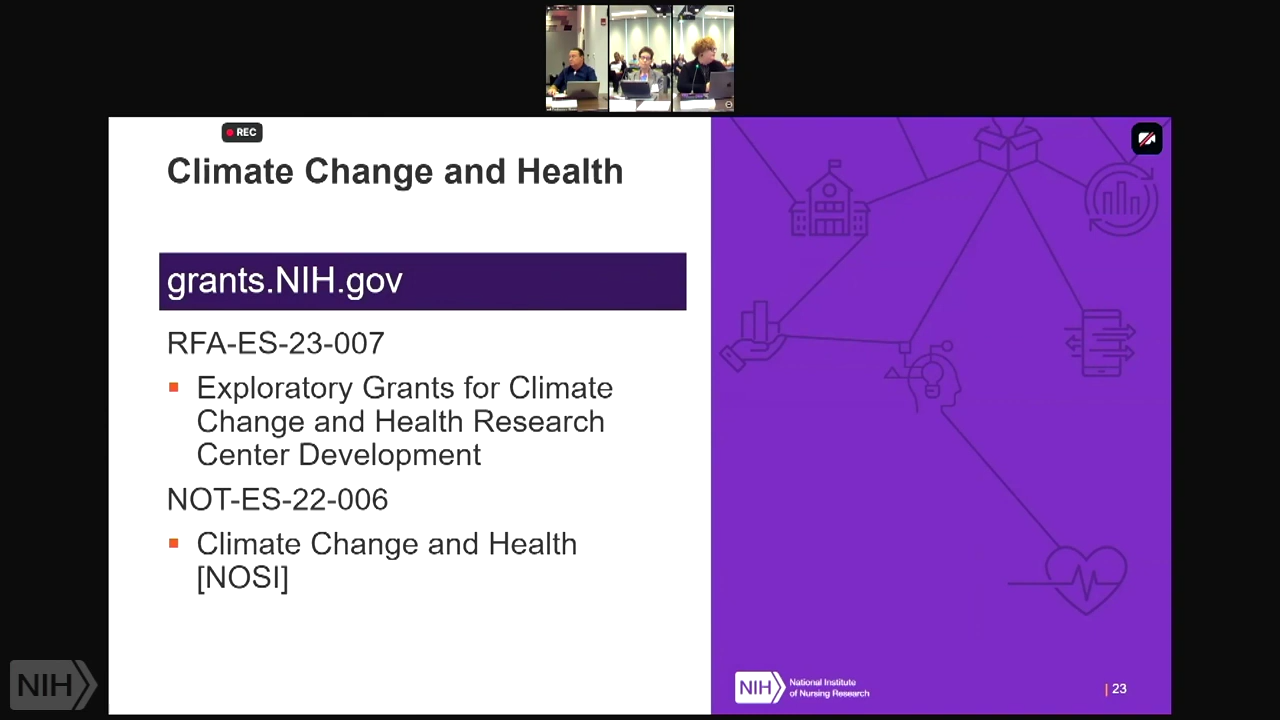 REC
Climate Change and Health
grants.NIH.gov
RFA-ES-23-007
Exploratory Grants for Climate
Change and Health Research
Center Development
NOT-ES-22-006
Climate Change and Health
[NOSI]
NIH
NIH
National Institute
of Nursing Research
| 23